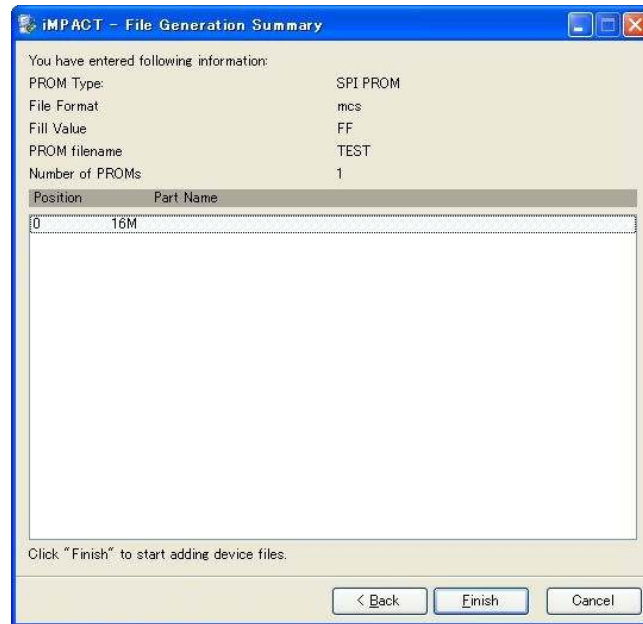 iMPACT - File Generation Summary
You have entered following information:
PROM Type: SPI PROM
File Format mcs
Fill Value FF
PROM filename TEST
Number of PROMs 1
Position Part Name
0 16M
Click "Finish" to start adding device files.
< Back Finish Cancel